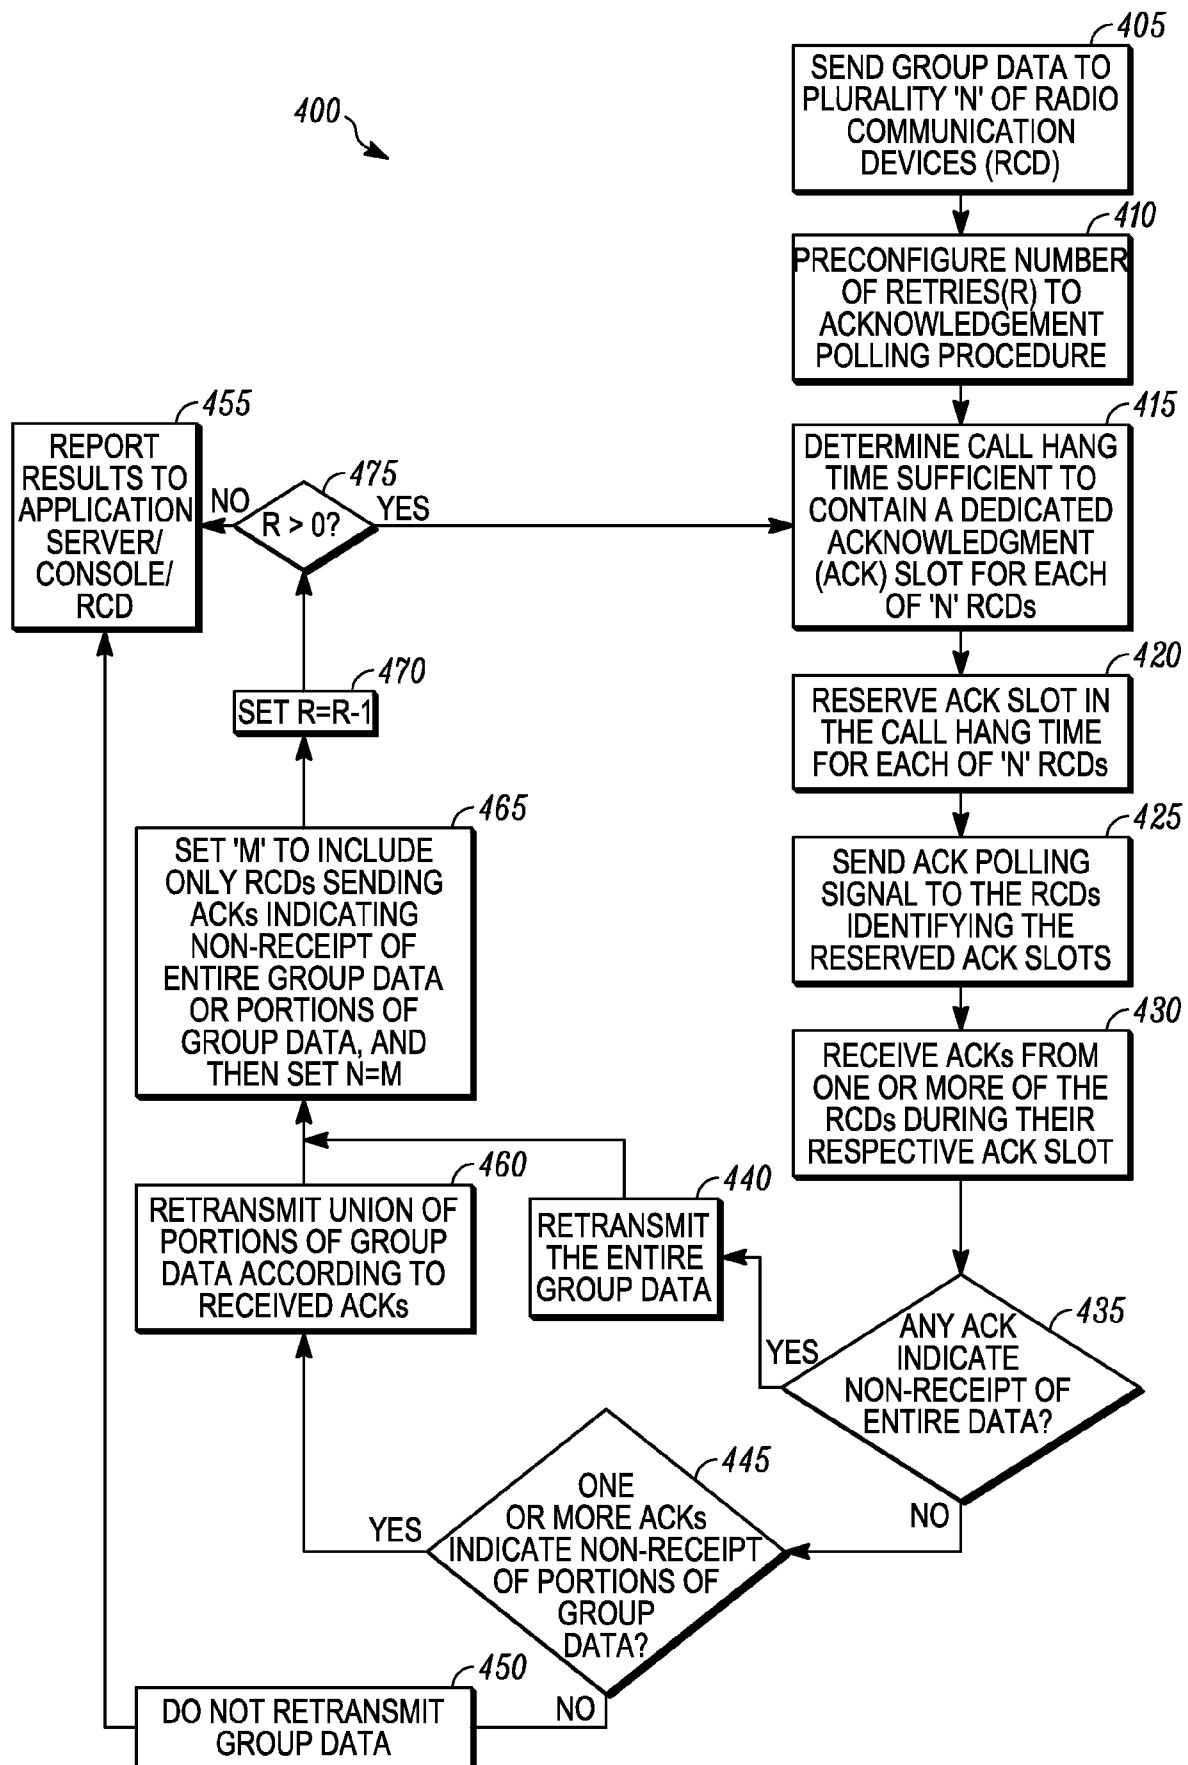 400
405
SEND GROUP DATA TO
PLURALITY 'N' OF RADIO
COMMUNICATION
DEVICES (RCD)
410
PRECONFIGURE NUMBER
OF RETRIES(R) TO
ACKNOWLEDGEMENT
POLLING PROCEDURE
415
DETERMINE CALL HANG
TIME SUFFICIENT TO
CONTAIN A DEDICATED
ACKNOWLEDGMENT
(ACK) SLOT FOR EACH
OF 'N' RCDs
420
RESERVE ACK SLOT IN
THE CALL HANG TIME
FOR EACH OF 'N' RCDs
425
SEND ACK POLLING
SIGNAL TO THE RCDs
IDENTIFYING THE
RESERVED ACK SLOTS
430
RECEIVE ACKs FROM
ONE OR MORE OF THE
RCDs DURING THEIR
RESPECTIVE ACK SLOT
435
ANY ACK
INDICATE
NON-RECEIPT OF
ENTIRE DATA?
YES
NO
440
RETRANSMIT
THE ENTIRE
GROUP DATA
445
ONE
OR MORE ACKs
INDICATE NON-RECEIPT
OF PORTIONS OF
GROUP
DATA?
YES
NO
450
DO NOT RETRANSMIT
GROUP DATA
460
RETRANSMIT UNION OF
PORTIONS OF GROUP
DATA ACCORDING TO
RECEIVED ACKs
465
SET 'M' TO INCLUDE
ONLY RCDs SENDING
ACKs INDICATING
NON-RECEIPT OF
ENTIRE GROUP DATA
OR PORTIONS OF
GROUP DATA, AND
THEN SET N=M
470
SET R=R-1
475
R > 0?
NO
YES
455
REPORT
RESULTS TO
APPLICATION
SERVER/
CONSOLE/
RCD